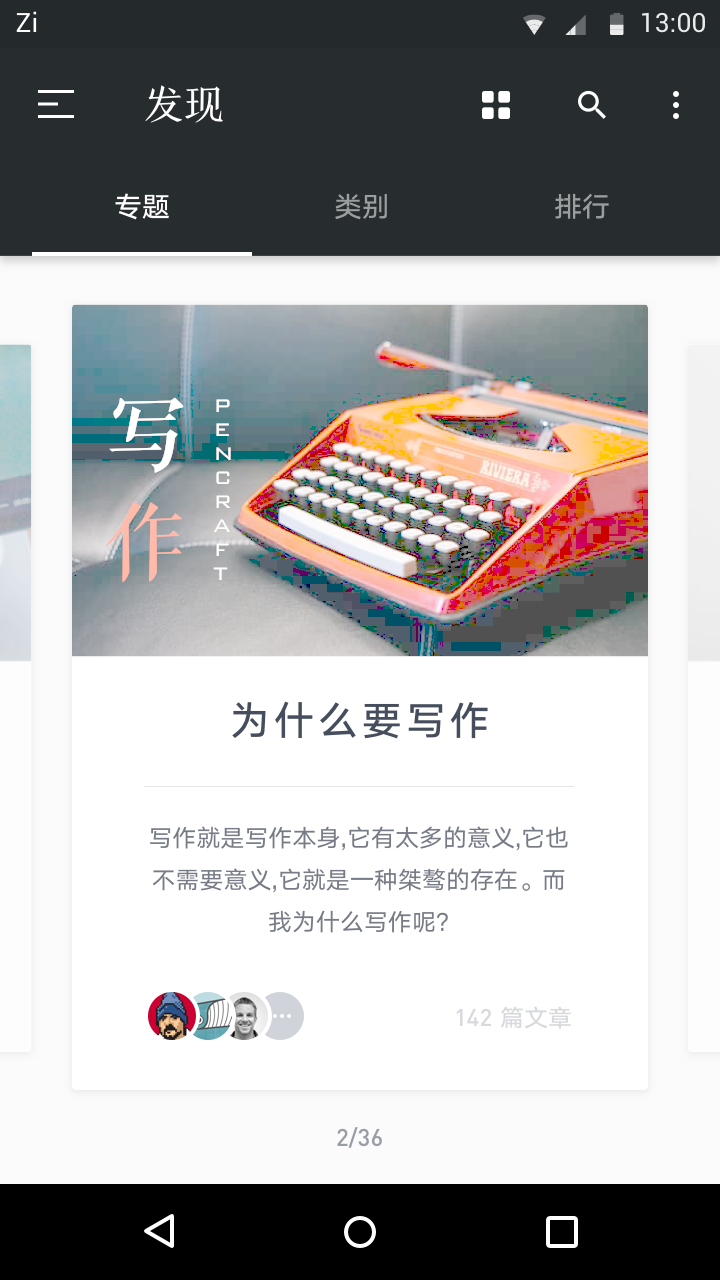 Zi
13:00
发现
专题
类别
排行
写作
PENCRAFT
RIVIERA
为什么要写作
写作就是写作本身,它有太多的意义,它也
不需要意义,它就是一种桀骜的存在。而
我为什么写作呢?
142 篇文章
2/36